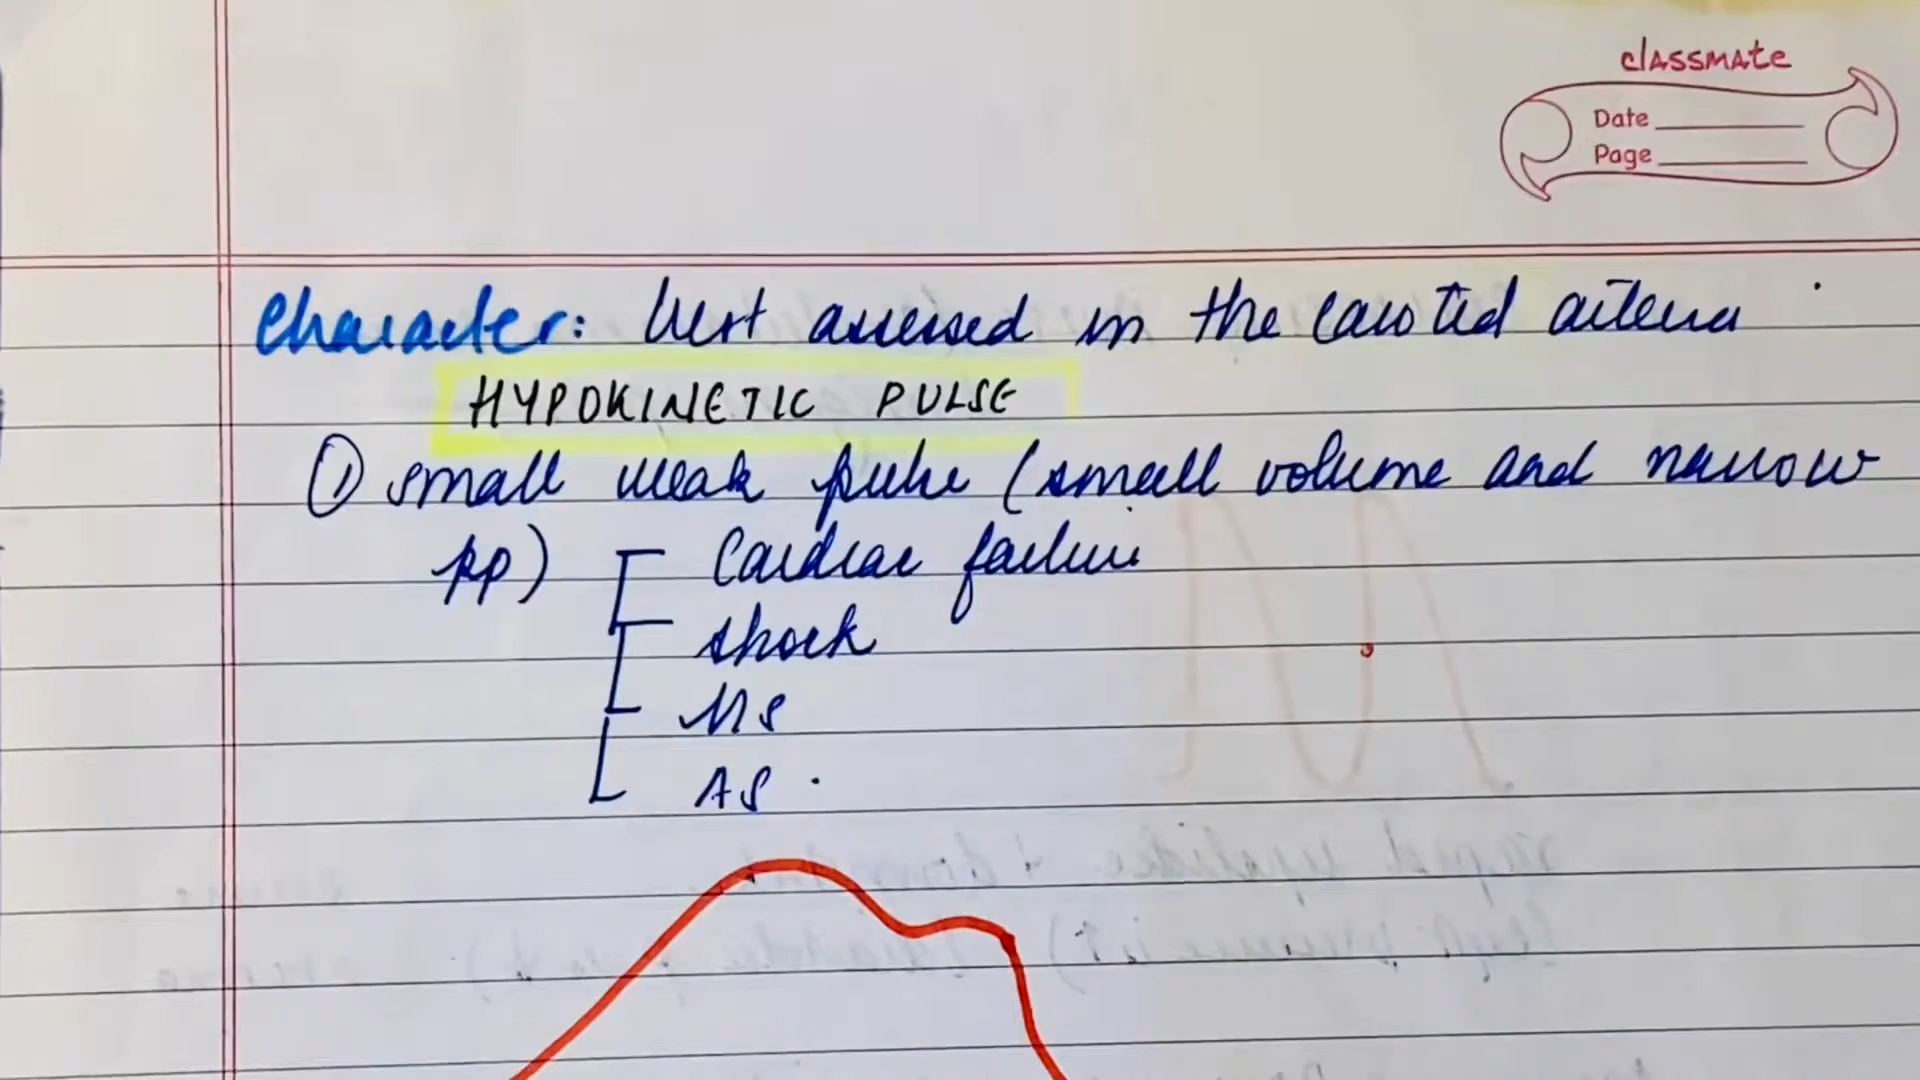 classmate
Date
Page
Character: best assessed in the carotid artery
HYPOKINETIC PULSE
① small weak pulse (small volume and narrow
pp) Cardiac failure
shock
MS
AS.